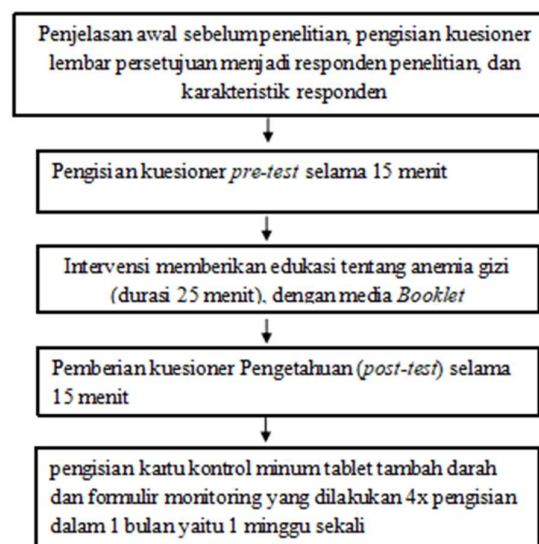 Penjelasan awal sebelum penelitian, pengisian kuesioner
lembar persetujuan menjadi responden penelitian, dan
karakteristik responden
Pengisian kuesioner pre-test selama 15 menit
Intervensi memberikan edukasi tentang anemia gizi
(durasi 25 menit), dengan media Booklet
Pemberian kuesioner Pengetahuan (post-test) selama
15 menit
pengisian kartu kontrol minum tablet tambah darah
dan formulir monitoring yang dilakukan 4x pengisian
dalam 1 bulan yaitu 1 minggu sekali